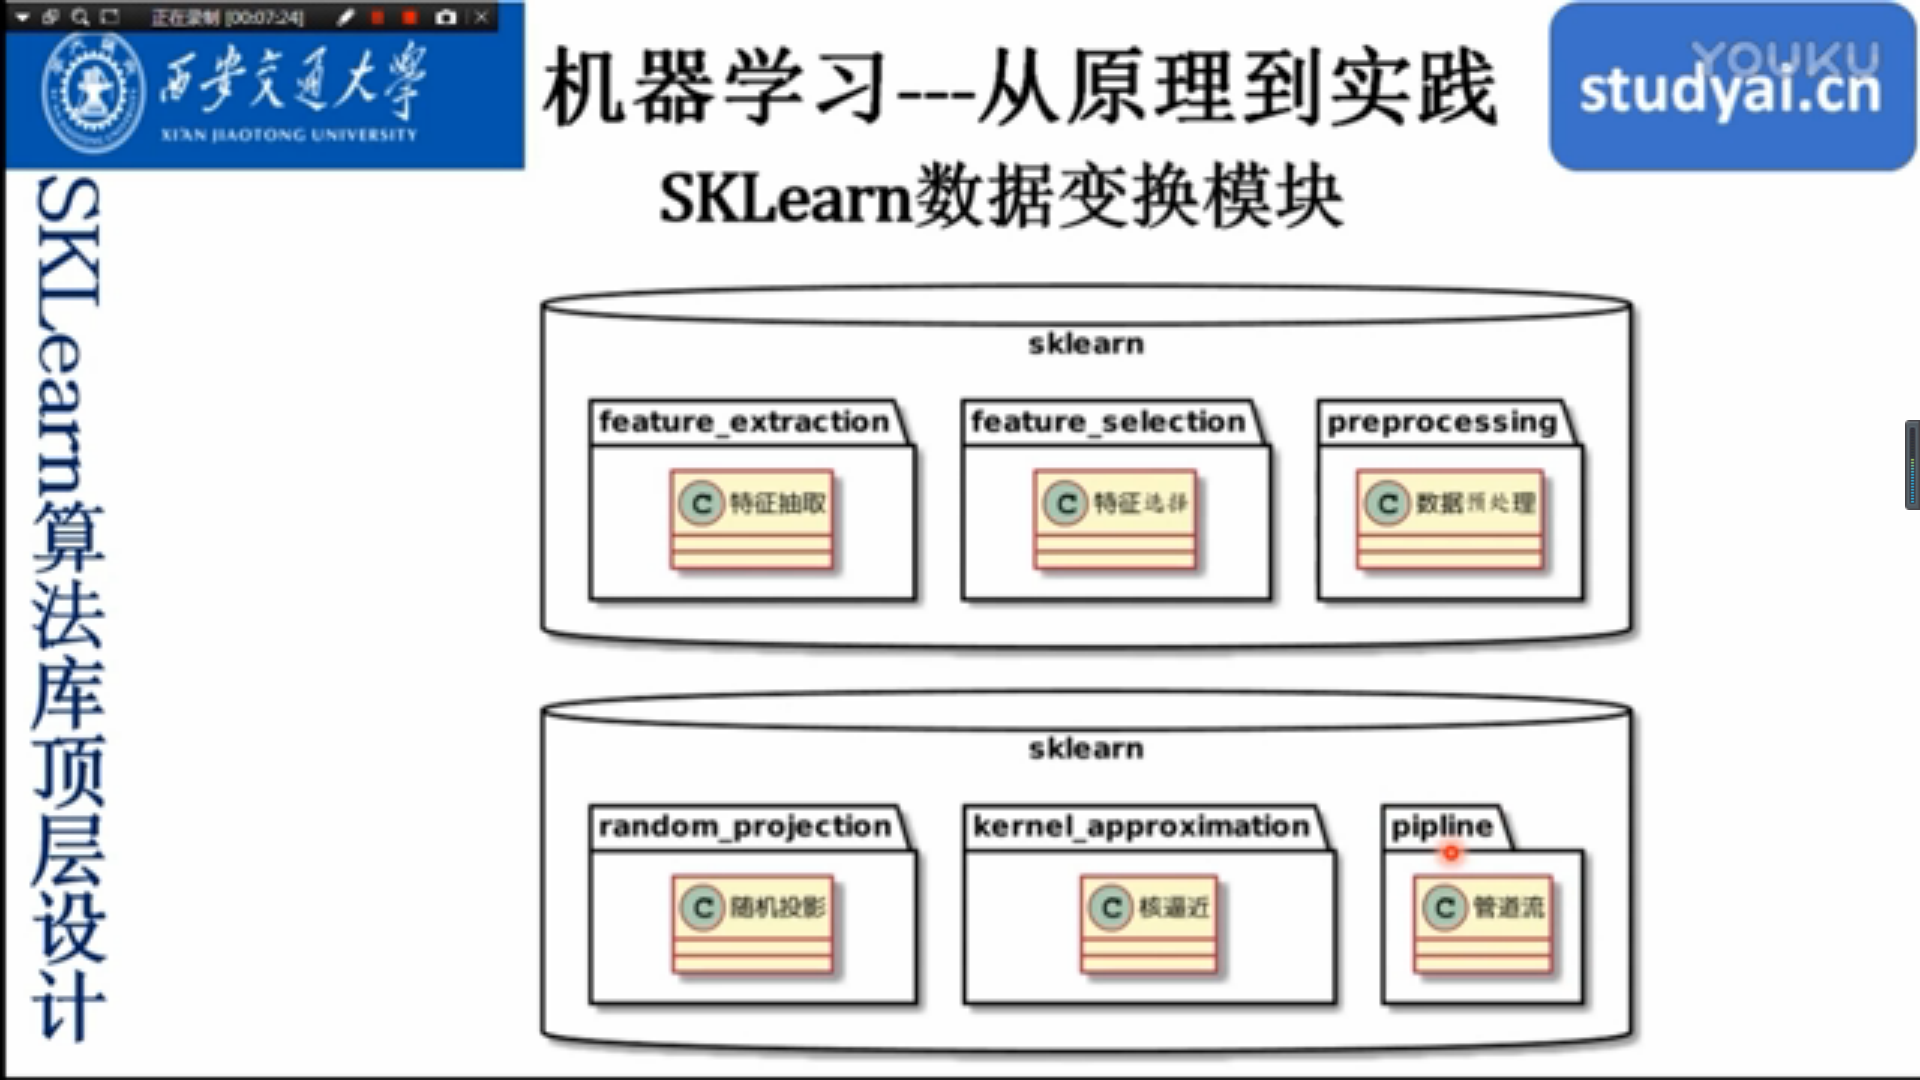 正在录制 [00:07:24]
西安交通大学
XI'AN JIAOTONG UNIVERSITY
机器学习---从原理到实践
YOUKU
studyai.cn
SKLearn数据变换模块
SKLearn算法库顶层设计
sklearn
feature_extraction
C 特征抽取
feature_selection
C 特征选择
preprocessing
C 数据预处理
sklearn
random_projection
C 随机投影
kernel_approximation
C 核逼近
pipline
C 管道流